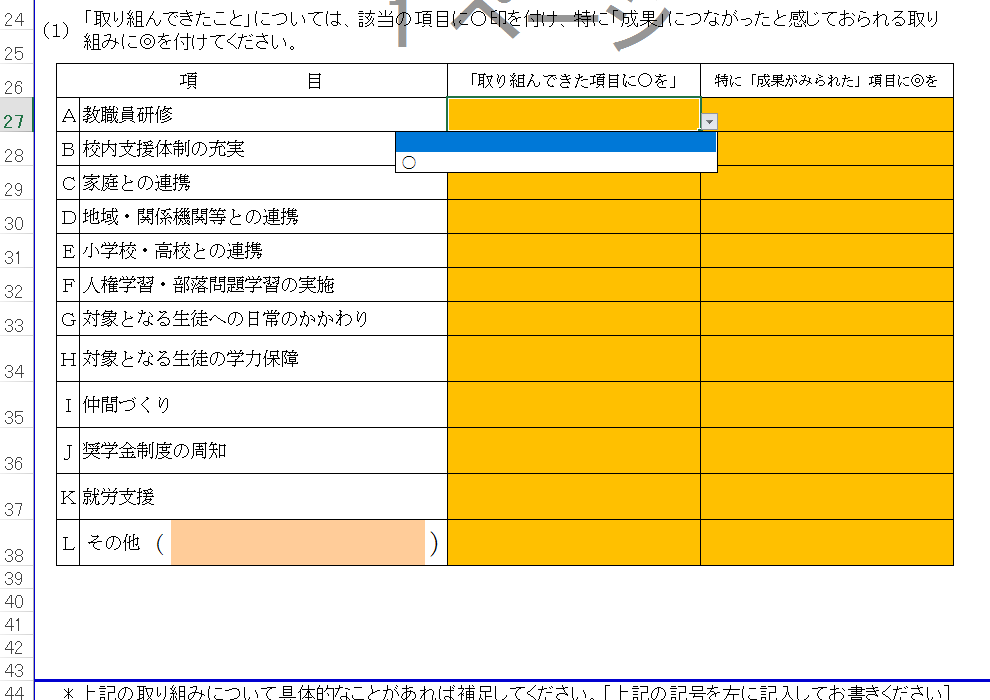 24
(1) 「取り組んできたこと」については、該当の項目に○印を付け、特に「成果」につながったと感じておられる取り
25
組みに◎を付けてください。
1 ページ
26 項 目 「取り組んできた項目に○を」 特に「成果がみられた」項目に◎を
27 A 教職員研修
28 B 校内支援体制の充実
○
29 C 家庭との連携
30 D 地域・関係機関等との連携
31 E 小学校・高校との連携
32 F 人権学習・部落問題学習の実施
33 G 対象となる生徒への日常のかかわり
34 H 対象となる生徒の学力保障
35 I 仲間づくり
36 J 奨学金制度の周知
37 K 就労支援
38 L その他 ( )
39
40
41
42
43
44 * 上記の取り組みについて具体的なことがあれば補足してください。[上記の記号を左に記入してお書きください]